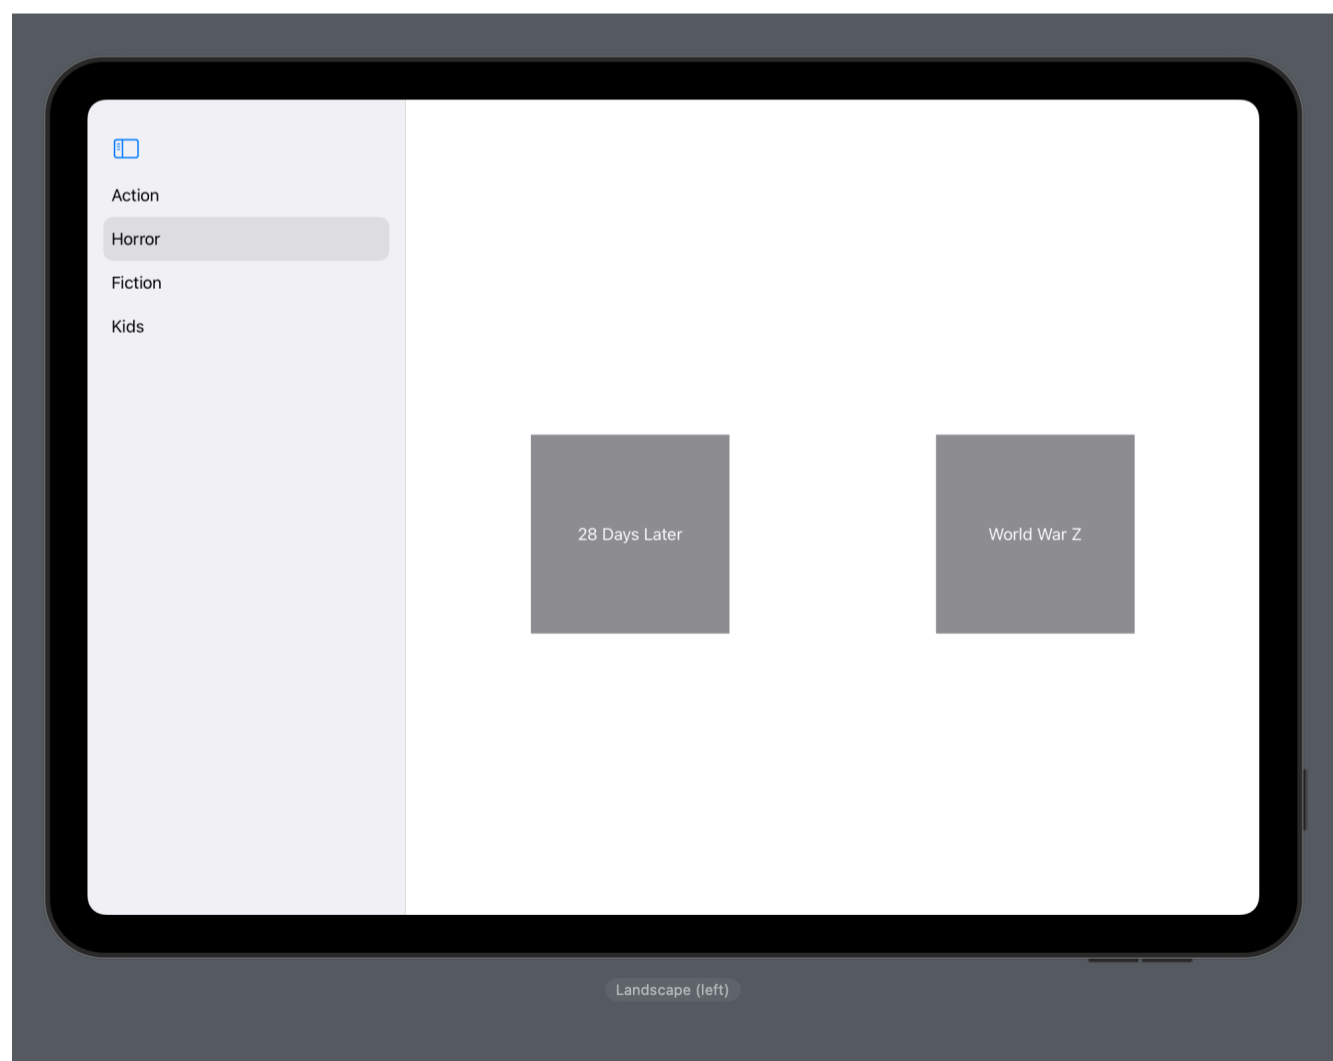 Action
Horror
Fiction
Kids
28 Days Later
World War Z
Landscape (left)